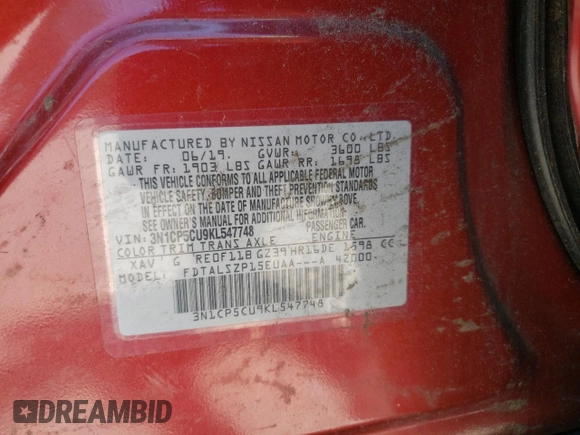 MANUFACTURED BY NISSAN MOTOR CO., LTD.
DATE: 06/19. GVWR: 3600 LBS
GAWR FR: 1903 LBS GAWR RR: 1698 LBS
THIS VEHICLE CONFORMS TO ALL APPLICABLE FEDERAL MOTOR
VEHICLE SAFETY, BUMPER AND THEFT PREVENTION STANDARDS
IN EFFECT ON THE DATE OF MANUFACTURE SHOWN ABOVE.
SEE OWNER'S MANUAL FOR ADDITIONAL INFORMATION.
VIN: 3N1CP5CU9KL547748 PASSENGER CAR.
COLOR TRIM TRANS AXLE ENGINE
XAV G RE0F11B GZ39 HR16DE 1598 CC
MODEL: FDTALSZP15EUAA---A 42000-
3N1CP5CU9KL547748
DREAMBID